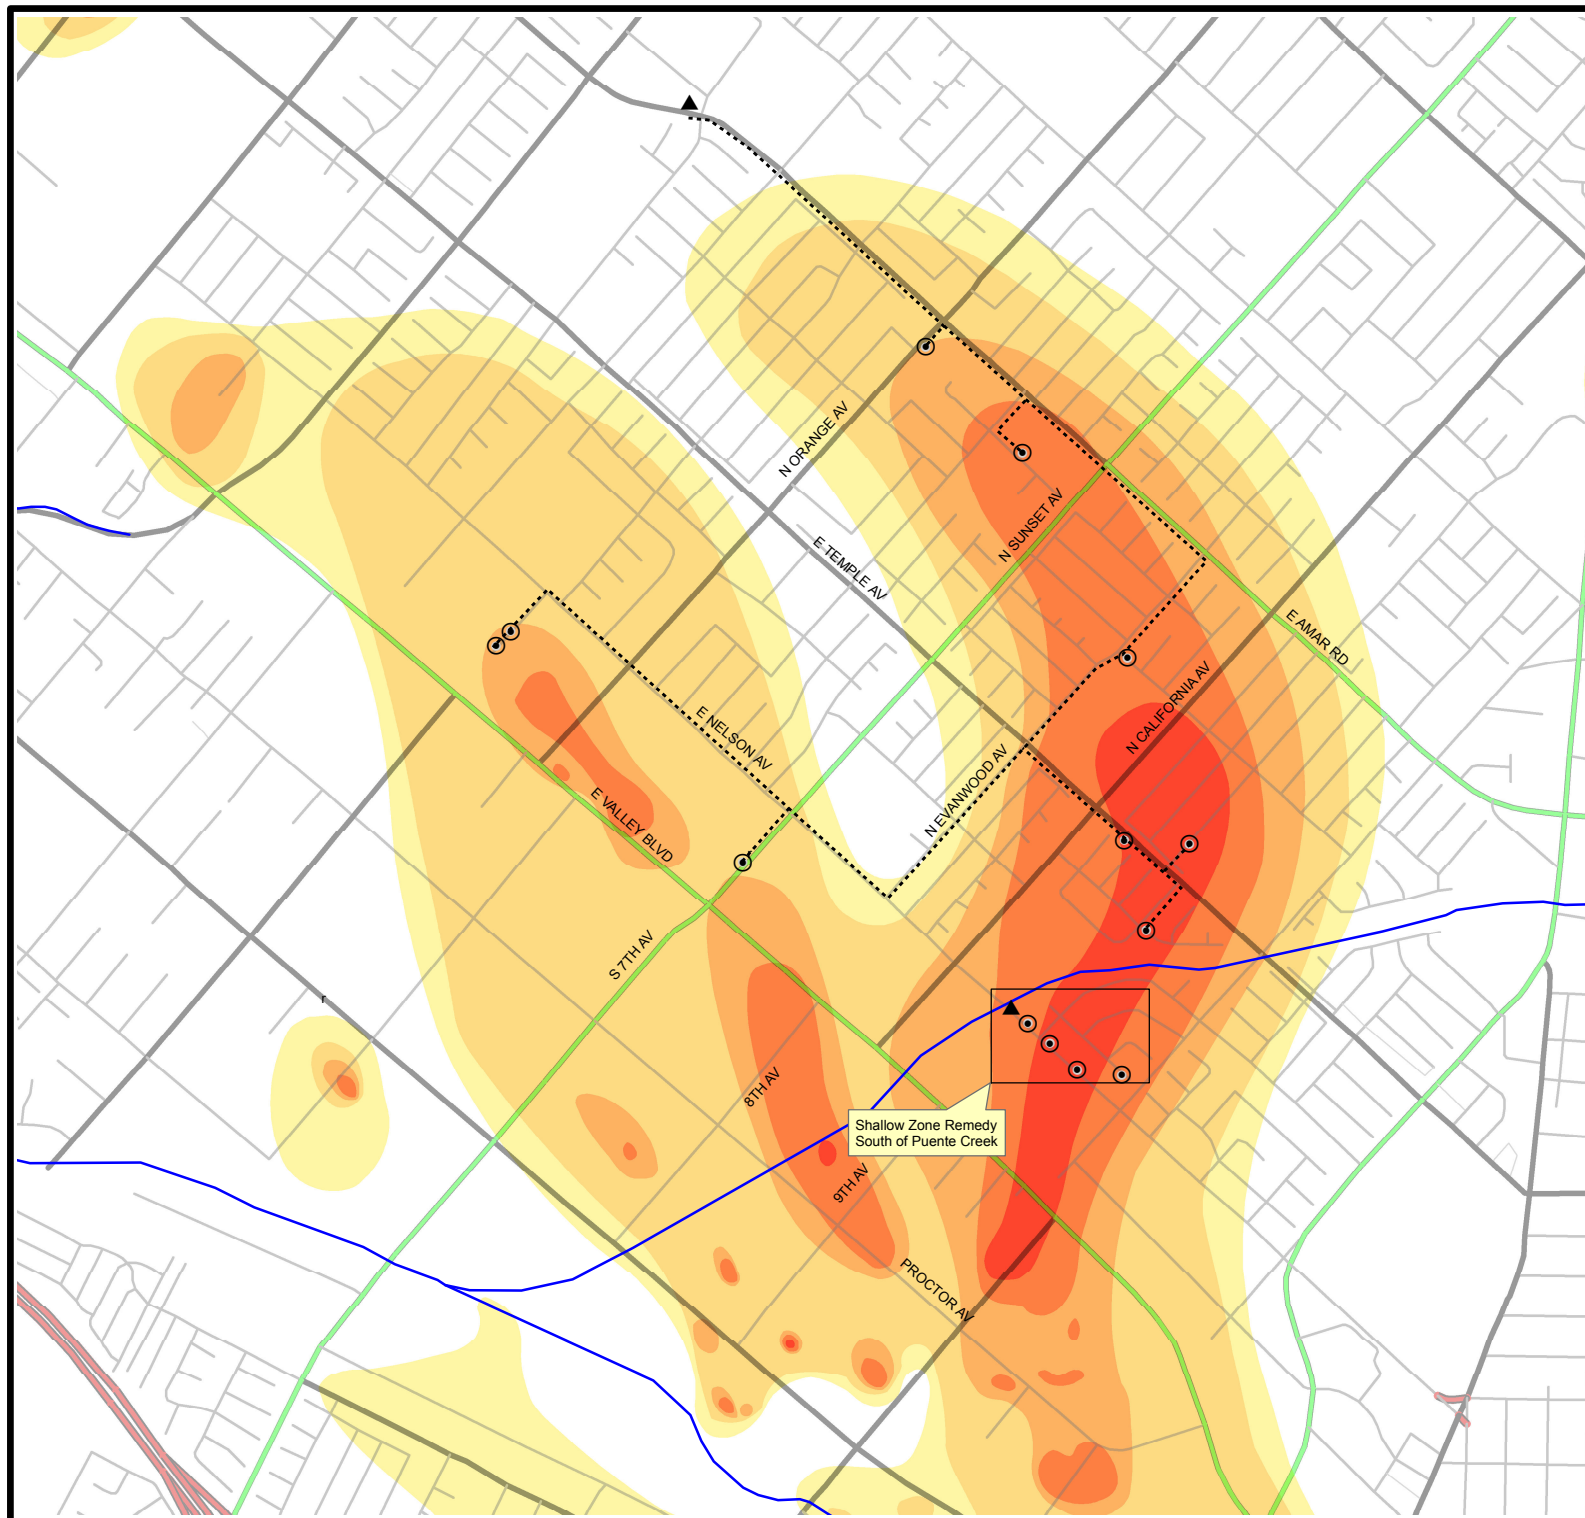 N ORANGE AV
N SUNSET AV
E TEMPLE AV
E AMAR RD
N CALIFORNIA AV
E NELSON AV
N EVANWOOD AV
E VALLEY BLVD
S 7TH AV
r
8TH AV
Shallow Zone Remedy
South of Puente Creek
9TH AV
PROCTOR AV